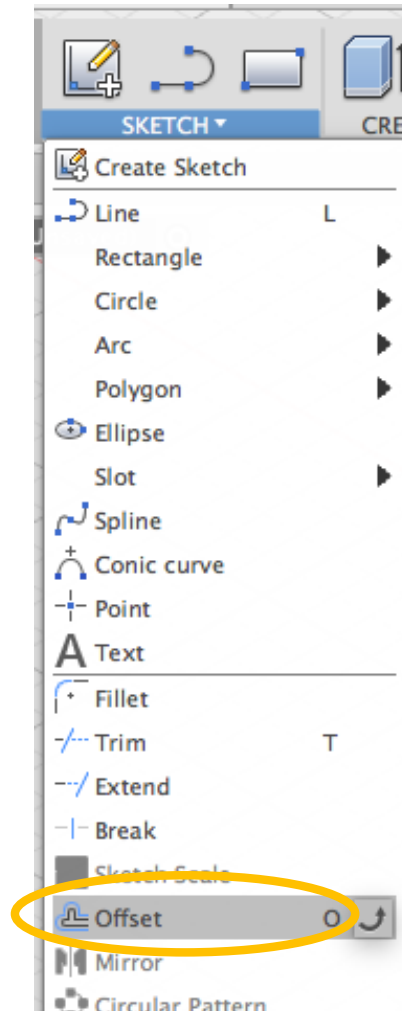 SKETCH
CRE
Create Sketch
Line L
Rectangle
Circle
Arc
Polygon
Ellipse
Slot
Spline
Conic curve
Point
Text
Fillet
Trim T
Extend
Break
Sketch Scale
Offset O
Mirror
Circular Pattern